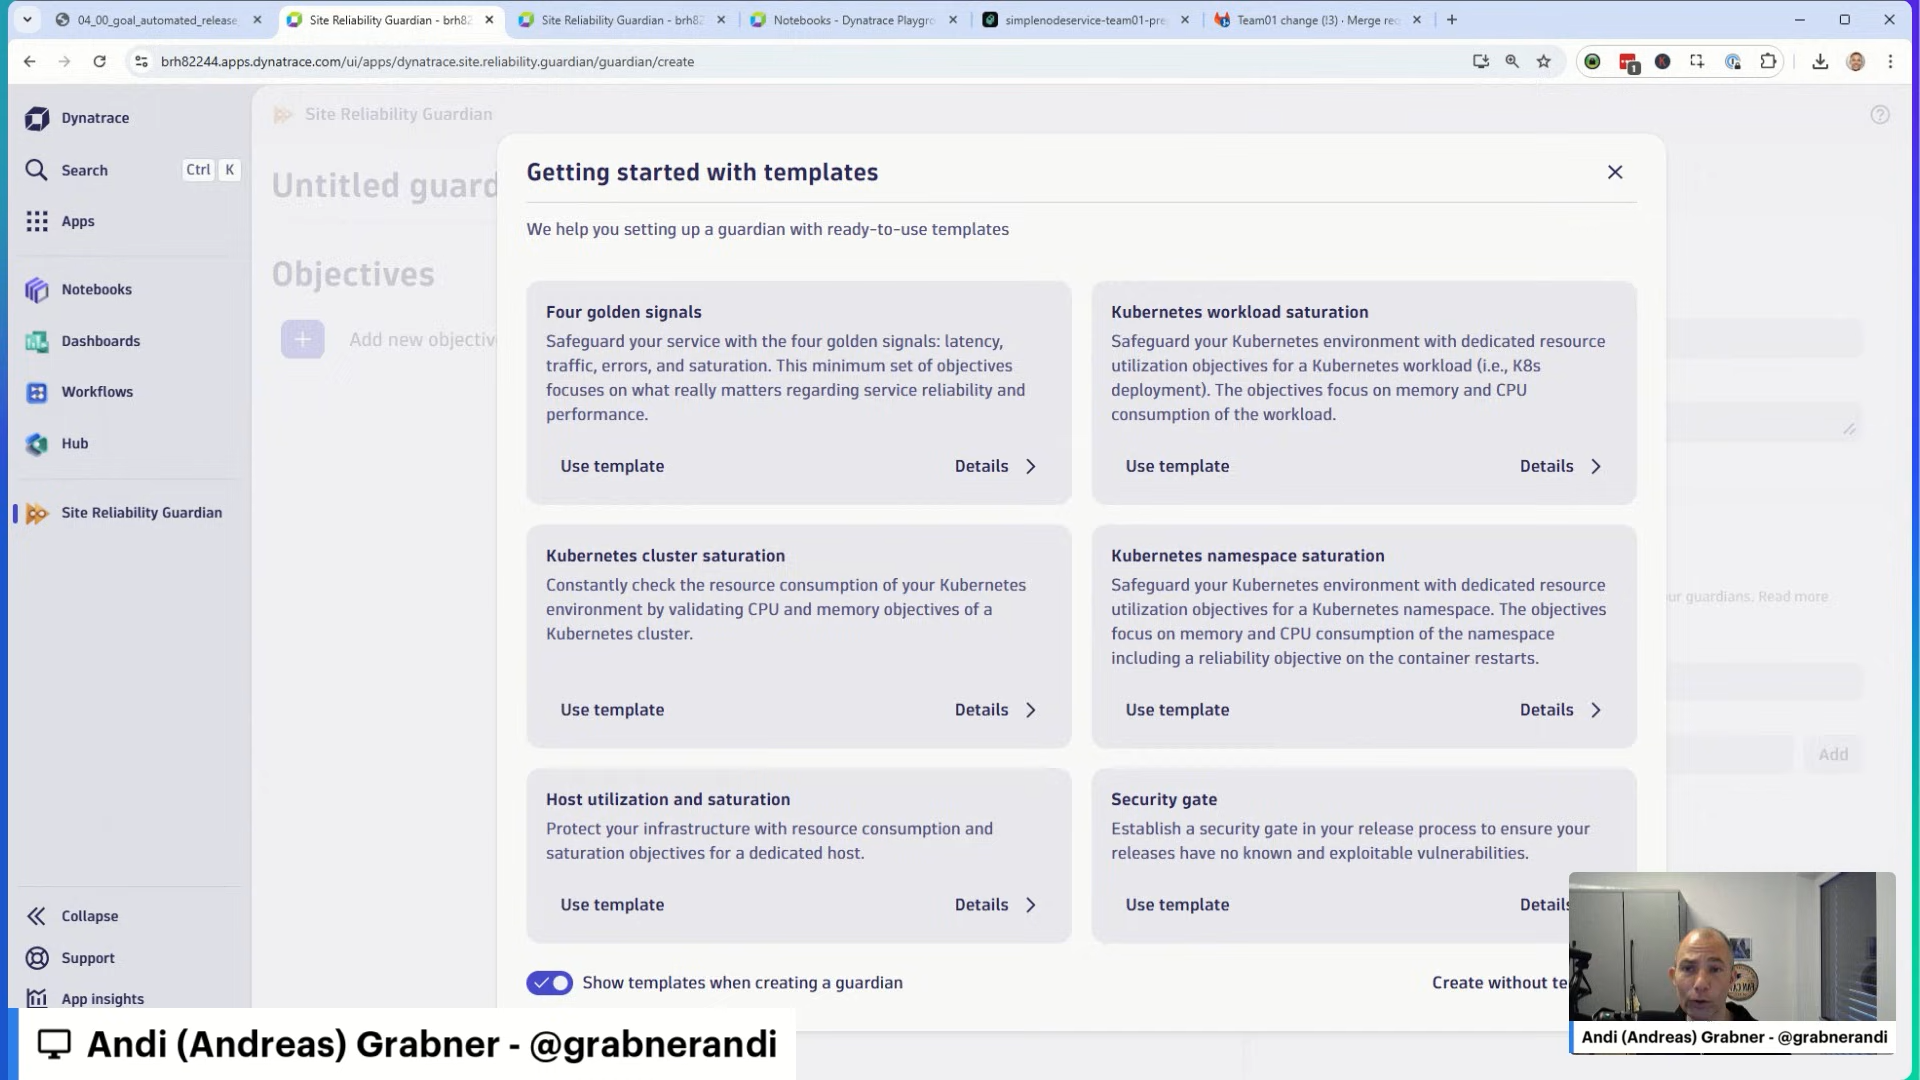 04_00_goal_automated_release
Site Reliability Guardian - brh82
Site Reliability Guardian - brh82
Notebooks - Dynatrace Playgro
simplenodeservice-team01-pre
Team01 change (!3) · Merge req
brh82244.apps.dynatrace.com/ui/apps/dynatrace.site.reliability.guardian/guardian/create
1
Dynatrace
Search
Ctrl K
Apps
Notebooks
Dashboards
Workflows
Hub
Site Reliability Guardian
Collapse
Support
App insights
Site Reliability Guardian
Untitled guard
Objectives
Add new objectiv
ur guardians. Read more
Add
Getting started with templates
We help you setting up a guardian with ready-to-use templates
Four golden signals
Safeguard your service with the four golden signals: latency,
traffic, errors, and saturation. This minimum set of objectives
focuses on what really matters regarding service reliability and
performance.
Use template
Details
Kubernetes workload saturation
Safeguard your Kubernetes environment with dedicated resource
utilization objectives for a Kubernetes workload (i.e., K8s
deployment). The objectives focus on memory and CPU
consumption of the workload.
Use template
Details
Kubernetes cluster saturation
Constantly check the resource consumption of your Kubernetes
environment by validating CPU and memory objectives of a
Kubernetes cluster.
Use template
Details
Kubernetes namespace saturation
Safeguard your Kubernetes environment with dedicated resource
utilization objectives for a Kubernetes namespace. The objectives
focus on memory and CPU consumption of the namespace
including a reliability objective on the container restarts.
Use template
Details
Host utilization and saturation
Protect your infrastructure with resource consumption and
saturation objectives for a dedicated host.
Use template
Details
Security gate
Establish a security gate in your release process to ensure your
releases have no known and exploitable vulnerabilities.
Use template
Details
Show templates when creating a guardian
Create without te
Andi (Andreas) Grabner - @grabnerandi
Andi (Andreas) Grabner - @grabnerandi